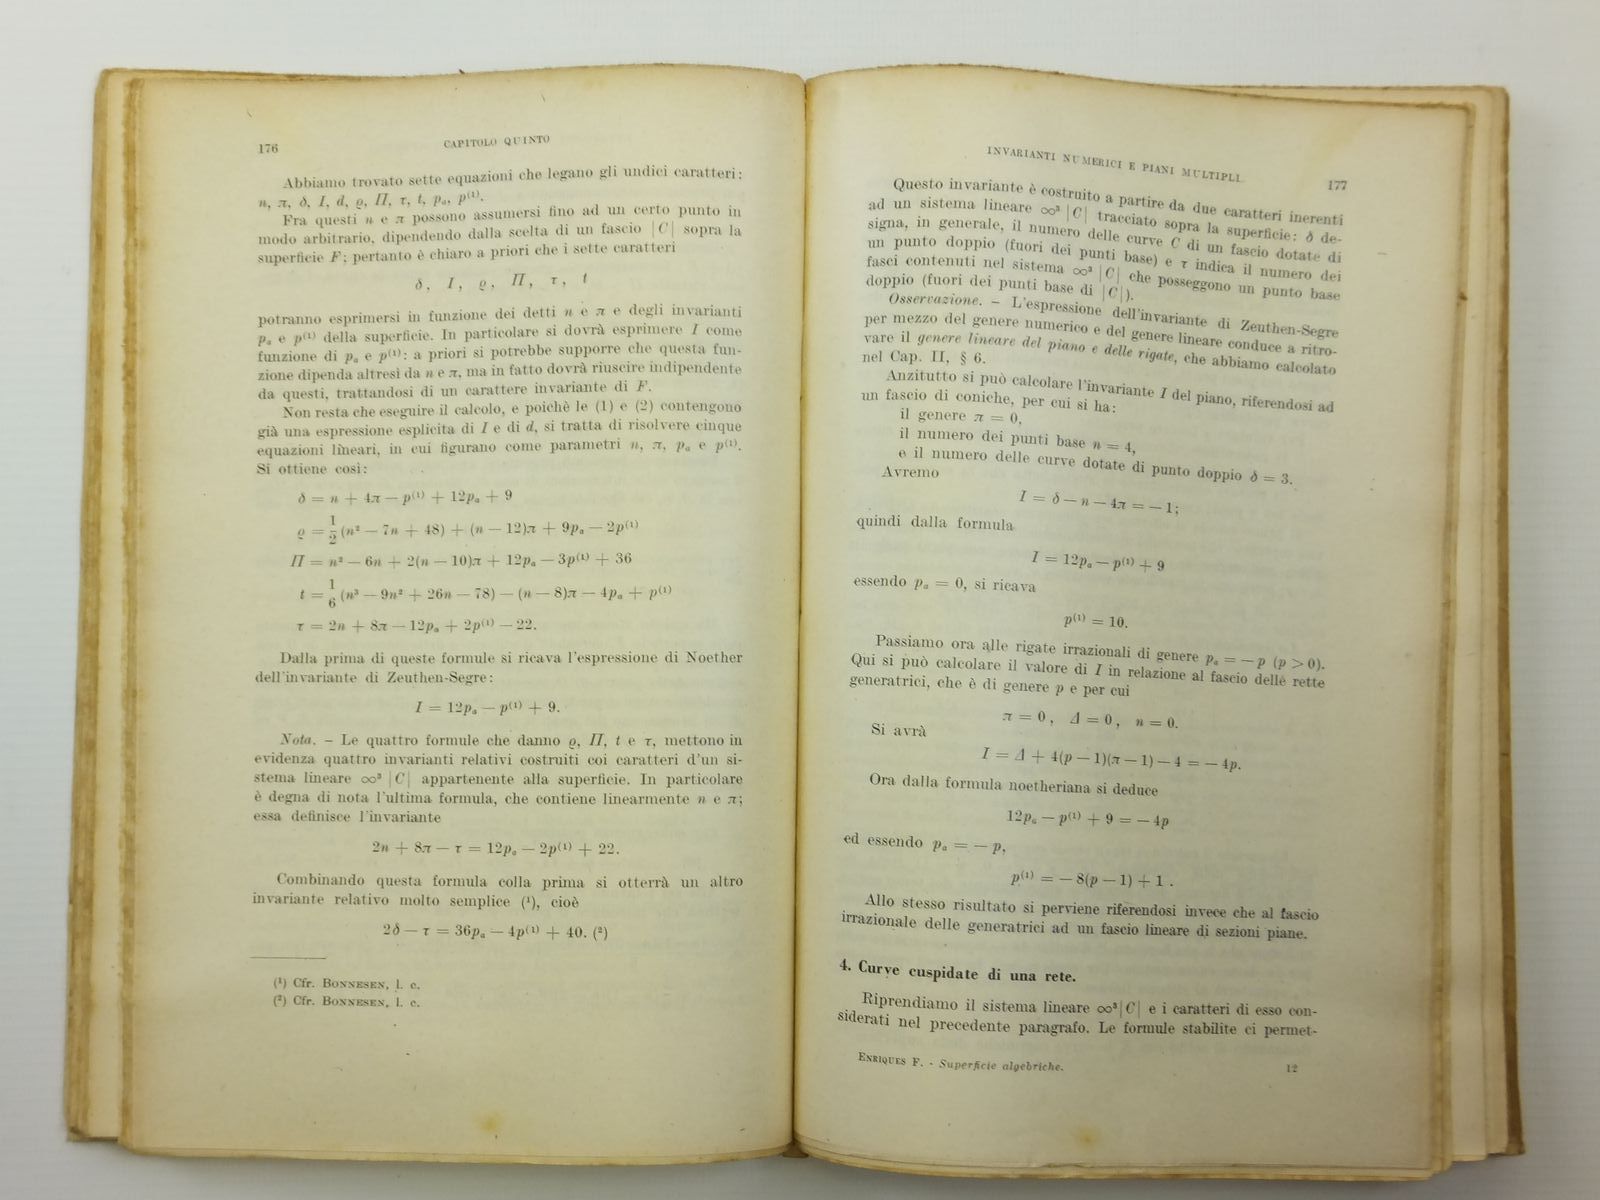 176
CAPITOLO QUINTO
Abbiamo trovato sette equazioni che legano gli undici caratteri:
n, π, δ, I, d, ϱ, Π, τ, t, pₐ, p⁽¹⁾.
Fra questi n e π possono assumersi fino ad un certo punto in
modo arbitrario, dipendendo dalla scelta di un fascio |C| sopra la
superficie F; pertanto è chiaro a priori che i sette caratteri
δ, I, ϱ, Π, τ, t
potranno esprimersi in funzione dei detti n e π e degli invarianti
pₐ e p⁽¹⁾ della superficie. In particolare si dovrà esprimere I come
funzione di pₐ e p⁽¹⁾: a priori si potrebbe supporre che questa fun-
zione dipenda altresì da n e π, ma in fatto dovrà riuscire indipendente
da questi, trattandosi di un carattere invariante di F.
Non resta che eseguire il calcolo, e poichè le (1) e (2) contengono
già una espressione esplicita di I e di d, si tratta di risolvere cinque
equazioni lineari, in cui figurano come parametri n, π, pₐ e p⁽¹⁾.
Si ottiene così:
δ = n + 4π — p⁽¹⁾ + 12pₐ + 9
ϱ = 1/2 (n² — 7n + 48) + (n — 12)π + 9pₐ — 2p⁽¹⁾
Π = n² — 6n + 2(n — 10)π + 12pₐ — 3p⁽¹⁾ + 36
t = 1/6 (n³ — 9n² + 26n — 78) — (n — 8)π — 4pₐ + p⁽¹⁾
τ = 2n + 8π — 12pₐ + 2p⁽¹⁾ — 22.
Dalla prima di queste formule si ricava l'espressione di Noether
dell'invariante di Zeuthen-Segre:
I = 12pₐ — p⁽¹⁾ + 9.
Nota. – Le quattro formule che danno ϱ, Π, t e τ, mettono in
evidenza quattro invarianti relativi costruiti coi caratteri d'un si-
stema lineare ∞³ |C| appartenente alla superficie. In particolare
è degna di nota l'ultima formula, che contiene linearmente n e π;
essa definisce l'invariante
2n + 8π — τ = 12pₐ — 2p⁽¹⁾ + 22.
Combinando questa formula colla prima si otterrà un altro
invariante relativo molto semplice (¹), cioè
2δ — τ = 36pₐ — 4p⁽¹⁾ + 40. (²)
(¹) Cfr. BONNESEN, l. c.
(²) Cfr. BONNESEN, l. c.
INVARIANTI NUMERICI E PIANI MULTIPLI
177
Questo invariante è costruito a partire da due caratteri inerenti
ad un sistema lineare ∞³ |C| tracciato sopra la superficie: δ de-
signa, in generale, il numero delle curve C di un fascio dotate di
un punto doppio (fuori dei punti base) e τ indica il numero dei
fasci contenuti nel sistema ∞³ |C| che posseggono un punto base
doppio (fuori dei punti base di |C|).
Osservazione. – L'espressione dell'invariante di Zeuthen-Segre
per mezzo del genere numerico e del genere lineare conduce a ritro-
vare il genere lineare del piano e delle rigate, che abbiamo calcolato
nel Cap. II, § 6.
Anzitutto si può calcolare l'invariante I del piano, riferendosi ad
un fascio di coniche, per cui si ha:
il genere π = 0,
il numero dei punti base n = 4,
e il numero delle curve dotate di punto doppio δ = 3.
Avremo
I = δ — n — 4π = — 1;
quindi dalla formula
I = 12pₐ — p⁽¹⁾ + 9
essendo pₐ = 0, si ricava
p⁽¹⁾ = 10.
Passiamo ora alle rigate irrazionali di genere pₐ = — p (p > 0).
Qui si può calcolare il valore di I in relazione al fascio delle rette
generatrici, che è di genere p e per cui
π = 0, Δ = 0, n = 0.
Si avrà
I = Δ + 4(p — 1)(π — 1) — 4 = — 4p.
Ora dalla formula noetheriana si deduce
12pₐ — p⁽¹⁾ + 9 = — 4p
ed essendo pₐ = — p,
p⁽¹⁾ = — 8(p — 1) + 1 .
Allo stesso risultato si perviene riferendosi invece che al fascio
irrazionale delle generatrici ad un fascio lineare di sezioni piane.
4. Curve cuspidate di una rete.
Riprendiamo il sistema lineare ∞³|C| e i caratteri di esso con-
siderati nel precedente paragrafo. Le formule stabilite ci permet-
ENRIQUES F. - Superficie algebriche.
12